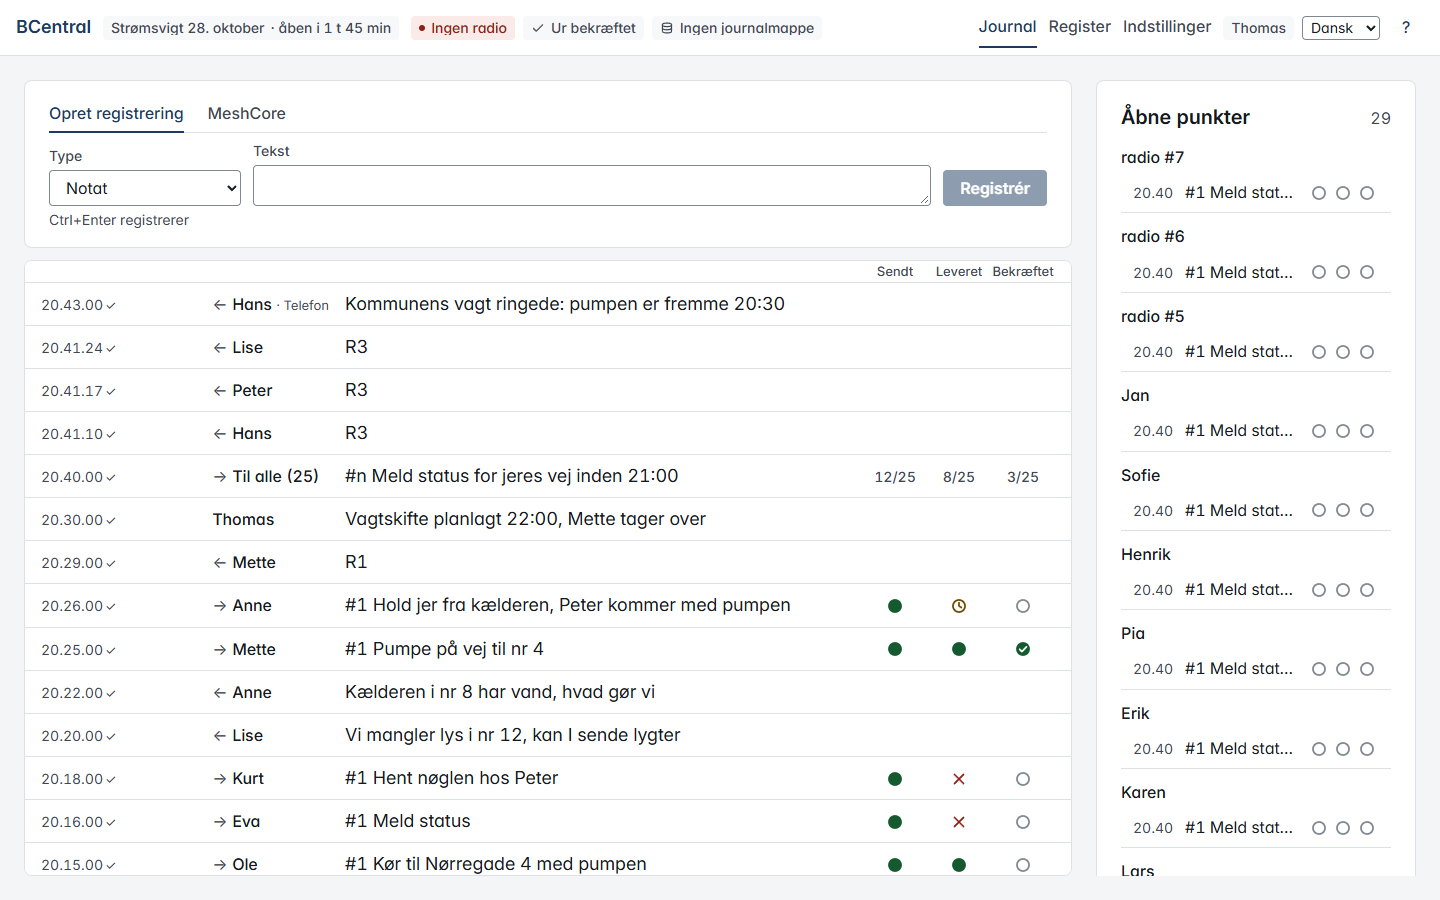 BCentral Strømsvigt 28. oktober · åben i 1 t 45 min Ingen radio Ur bekræftet Ingen journalmappe Journal Register Indstillinger Thomas Dansk ?
Opret registrering MeshCore
Type
Tekst
Notat
Registrér
Ctrl+Enter registrerer
Sendt Leveret Bekræftet
20.43.00 ← Hans · Telefon Kommunens vagt ringede: pumpen er fremme 20:30
20.41.24 ← Lise R3
20.41.17 ← Peter R3
20.41.10 ← Hans R3
20.40.00 → Til alle (25) #n Meld status for jeres vej inden 21:00 12/25 8/25 3/25
20.30.00 Thomas Vagtskifte planlagt 22:00, Mette tager over
20.29.00 ← Mette R1
20.26.00 → Anne #1 Hold jer fra kælderen, Peter kommer med pumpen
20.25.00 → Mette #1 Pumpe på vej til nr 4
20.22.00 ← Anne Kælderen i nr 8 har vand, hvad gør vi
20.20.00 ← Lise Vi mangler lys i nr 12, kan I sende lygter
20.18.00 → Kurt #1 Hent nøglen hos Peter
20.16.00 → Eva #1 Meld status
20.15.00 → Ole #1 Kør til Nørregade 4 med pumpen
Åbne punkter 29
radio #7
20.40 #1 Meld stat...
radio #6
20.40 #1 Meld stat...
radio #5
20.40 #1 Meld stat...
Jan
20.40 #1 Meld stat...
Sofie
20.40 #1 Meld stat...
Henrik
20.40 #1 Meld stat...
Pia
20.40 #1 Meld stat...
Erik
20.40 #1 Meld stat...
Karen
20.40 #1 Meld stat...
Lars